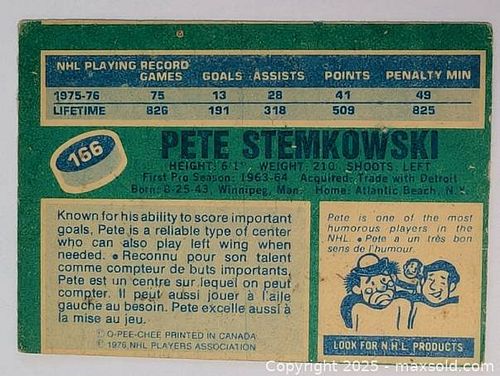 NHL PLAYING RECORD
GAMES GOALS ASSISTS POINTS PENALTY MIN
1975-76 75 13 28 41 49
LIFETIME 826 191 318 509 825
166
PETE STEMKOWSKI
HEIGHT: 6'1" WEIGHT: 210 SHOOTS: LEFT
First Pro Season: 1963-64 Acquired: Trade with Detroit
Born: 8-25-43, Winnipeg, Man. Home: Atlantic Beach, N.Y.
Known for his ability to score important
goals, Pete is a reliable type of center
who can also play left wing when
needed. • Reconnu pour son talent
comme compteur de buts importants,
Pete est un centre sur lequel on peut
compter. Il peut aussi jouer à l'aile
gauche au besoin. Pete excelle aussi à
la mise au jeu.
© O-PEE-CHEE PRINTED IN CANADA
© 1976 NHL PLAYERS ASSOCIATION
Pete is one of the most
humorous players in the
NHL. • Pete a un très bon
sens de l'humour.
LOOK FOR N.H.L. PRODUCTS
Copyright 2025 - maxsold.com